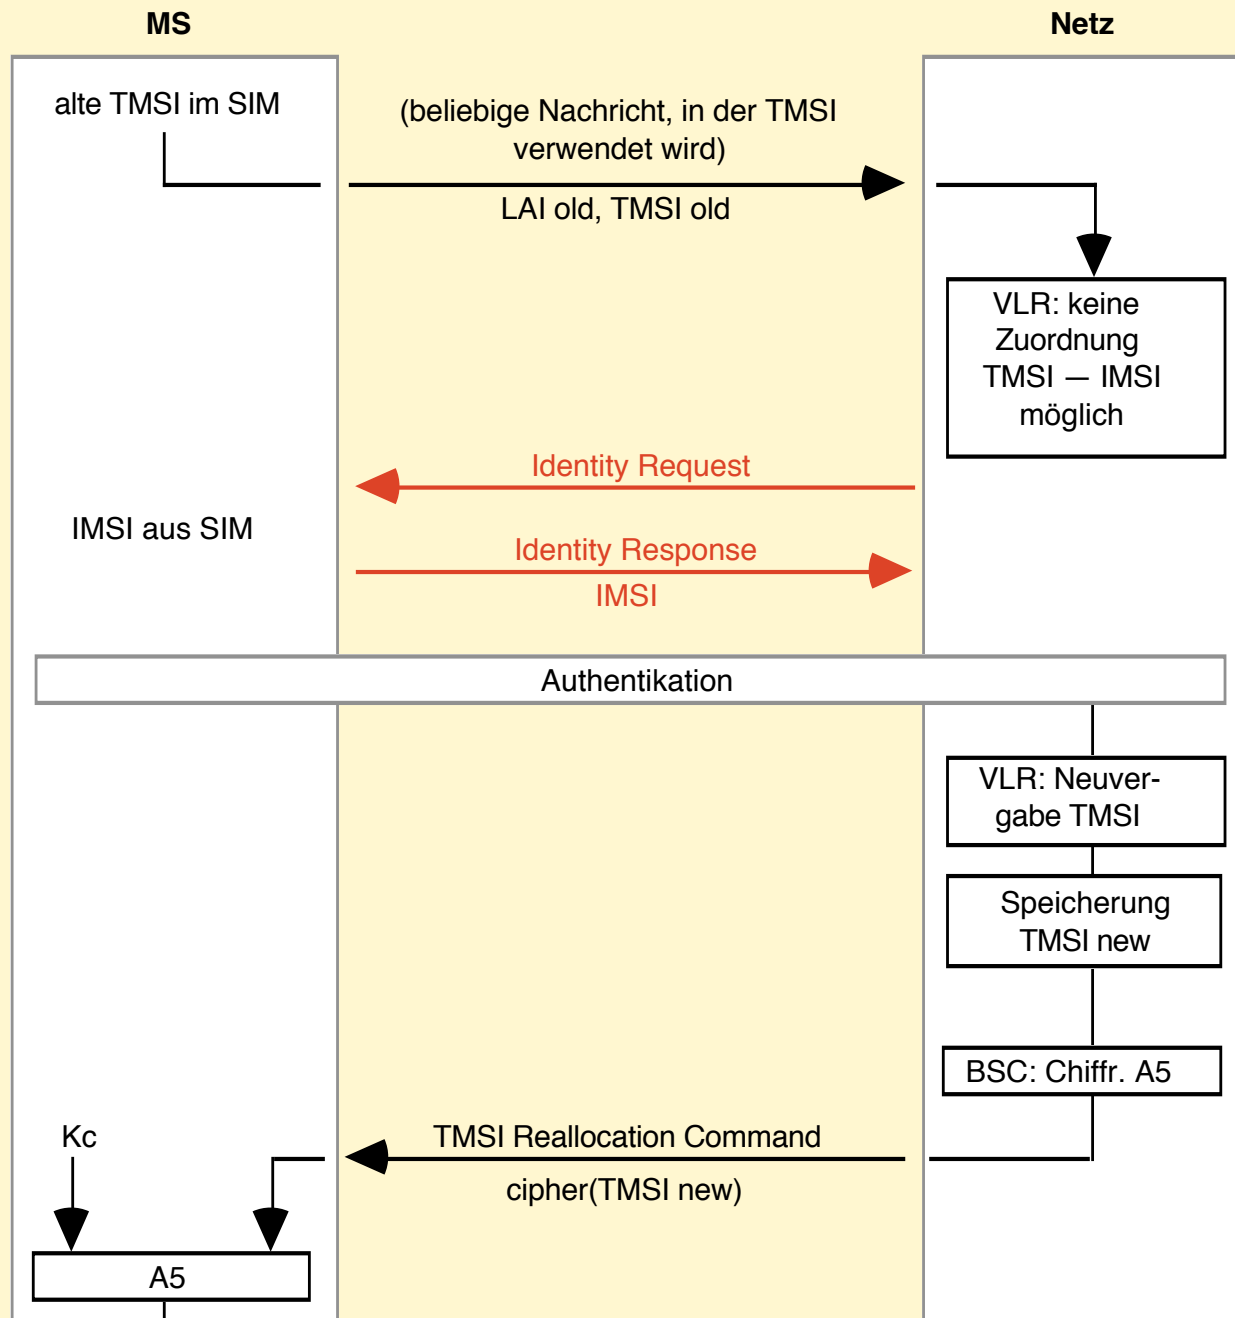 MS
Netz
alte TMSI im SIM
(beliebige Nachricht, in der TMSI
verwendet wird)
LAI old, TMSI old
VLR: keine
Zuordnung
TMSI — IMSI
möglich
Identity Request
IMSI aus SIM
Identity Response
IMSI
Authentikation
VLR: Neuver-
gabe TMSI
Speicherung
TMSI new
BSC: Chiffr. A5
Kc
TMSI Reallocation Command
cipher(TMSI new)
A5